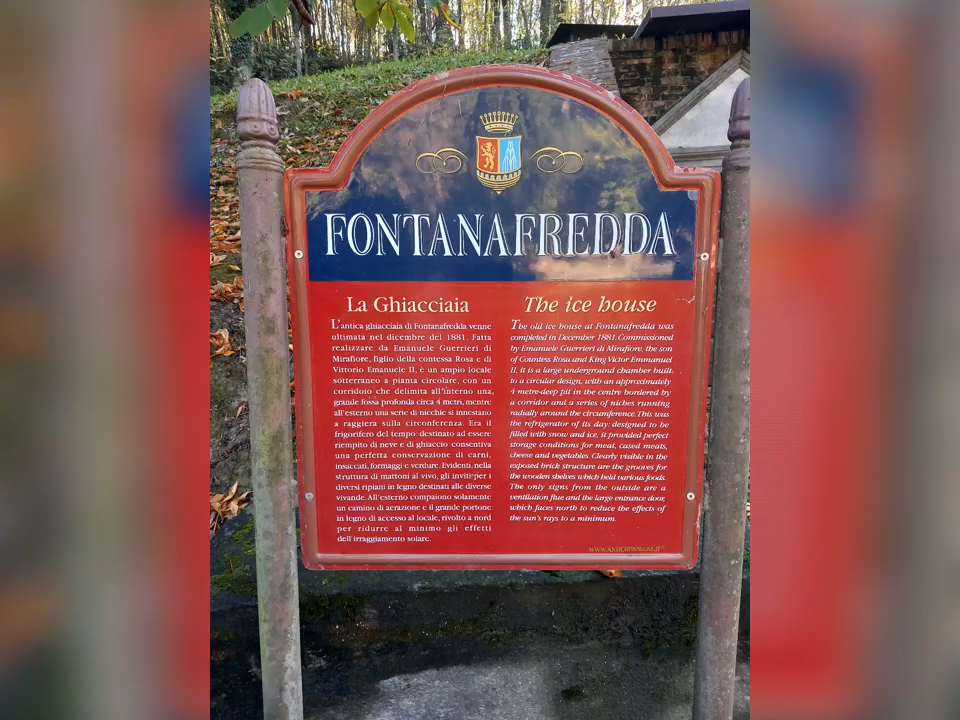 FONTANAFREDDA
La Ghiacciaia
L'antica ghiacciaia di Fontanafredda venne
ultimata nel dicembre del 1881. Fatta
realizzare da Emanuele Guerrieri di
Mirafiore, figlio della contessa Rosa e di
Vittorio Emanuele II, è un ampio locale
sotterraneo a pianta circolare, con un
corridoio che delimita all'interno una
grande fossa profonda circa 4 metri, mentre
all'esterno una serie di nicchie si innestano
a raggiera sulla circonferenza. Era il
frigorifero del tempo: destinato ad essere
riempito di neve e di ghiaccio consentiva
una perfetta conservazione di carni,
insaccati, formaggi e verdure. Evidenti, nella
struttura di mattoni al vivo, gli inviti per i
diversi ripiani in legno destinati alle diverse
vivande. All'esterno compaiono solamente
un camino di aerazione e il grande portone
in legno di accesso al locale, rivolto a nord
per ridurre al minimo gli effetti
dell'irraggiamento solare.
The ice house
The old ice house at Fontanafredda was
completed in December 1881. Commissioned
by Emanuele Guerrieri di Mirafiore, the son
of Countess Rosa and King Victor Emmanuel
II, it is a large underground chamber built
to a circular design, with an approximately
4 metre-deep pit in the centre bordered by
a corridor and a series of niches running
radially around the circumference. This was
the refrigerator of its day: designed to be
filled with snow and ice, it provided perfect
storage conditions for meat, cased meats,
cheese and vegetables. Clearly visible in the
exposed brick structure are the grooves for
the wooden shelves which held various foods.
The only signs from the outside are a
ventilation flue and the large entrance door,
which faces north to reduce the effects of
the sun's rays to a minimum.